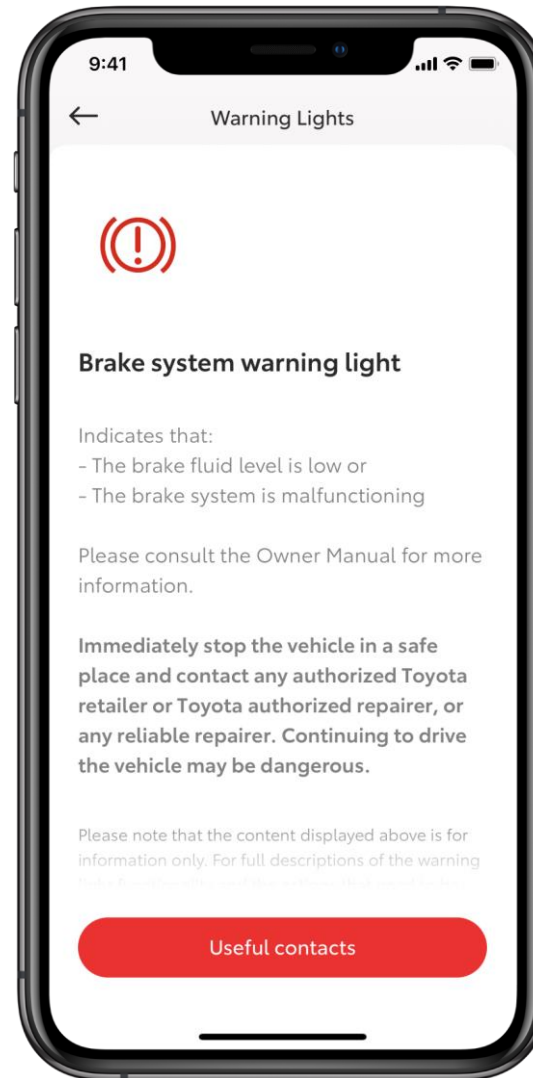 9:41
Warning Lights
Brake system warning light
Indicates that:
- The brake fluid level is low or
- The brake system is malfunctioning
Please consult the Owner Manual for more
information.
Immediately stop the vehicle in a safe
place and contact any authorized Toyota
retailer or Toyota authorized repairer, or
any reliable repairer. Continuing to drive
the vehicle may be dangerous.
Please note that the content displayed above is for
information only. For full descriptions of the warning
Useful contacts